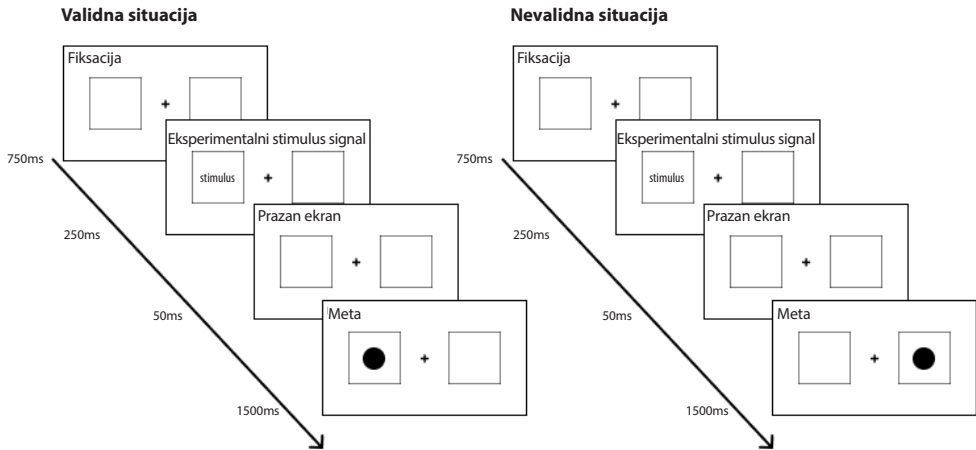 Validna situacija
Fiksacija
Eksperimentalni stimulus signal
stimulus
Prazan ekran
Meta
750ms
250ms
50ms
1500ms
Nevalidna situacija
Fiksacija
Eksperimentalni stimulus signal
stimulus
Prazan ekran
Meta
750ms
250ms
50ms
1500ms